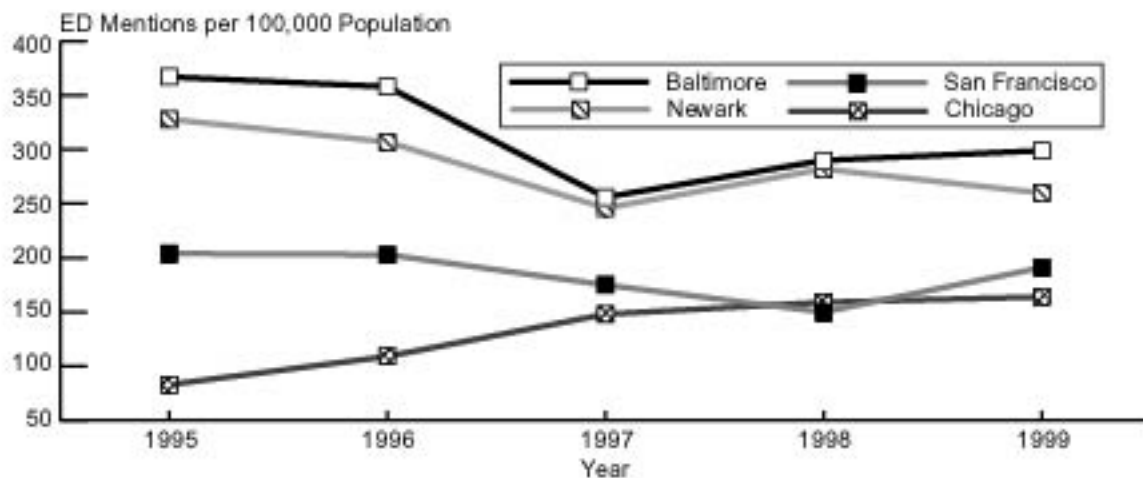 ED Mentions per 100,000 Population
400
350
300
250
200
150
100
50
Baltimore San Francisco
Newark Chicago
1995 1996 1997 1998 1999
Year